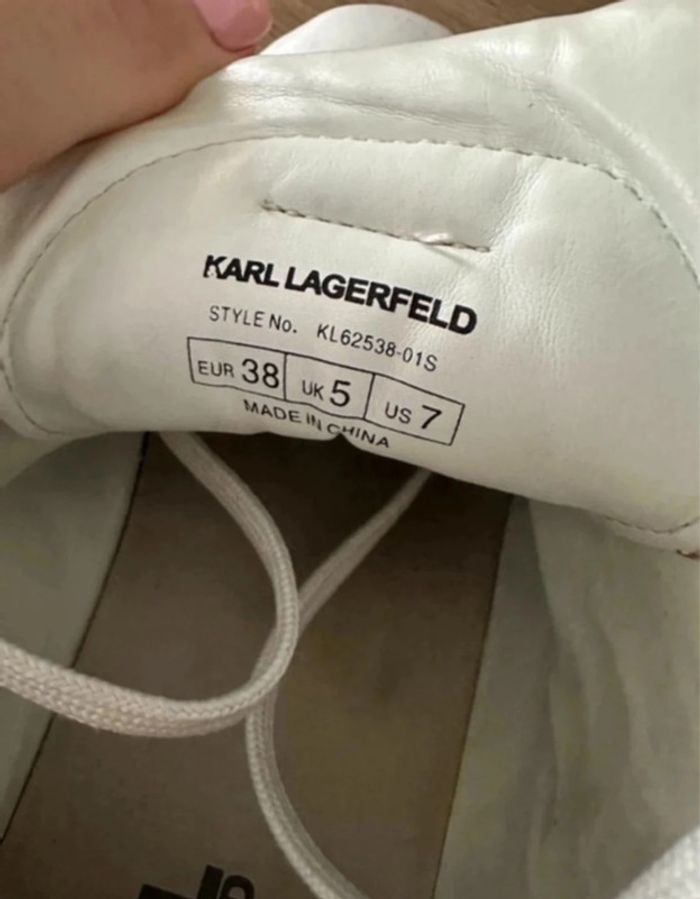 KARL LAGERFELD
STYLE No. KL62538-01S
EUR 38 UK 5 US 7
MADE IN CHINA